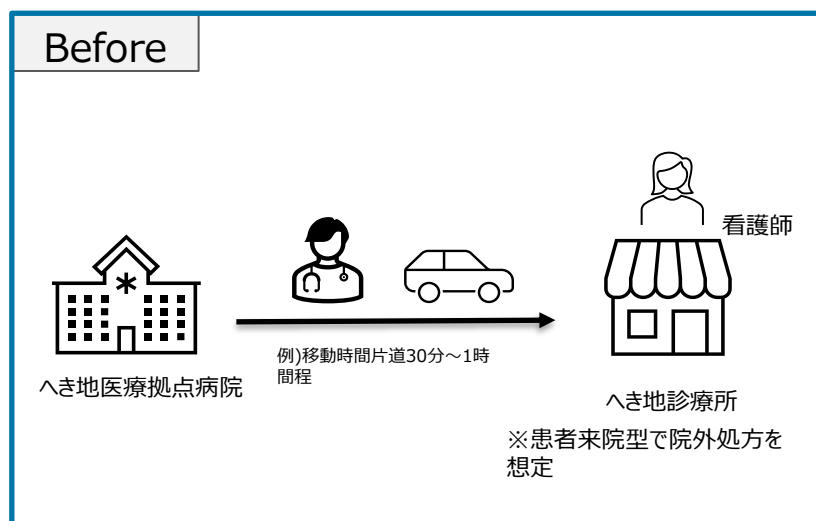 Before
看護師
例)移動時間片道30分～1時
間程
へき地医療拠点病院
へき地診療所
※患者来院型で院外処方を
想定